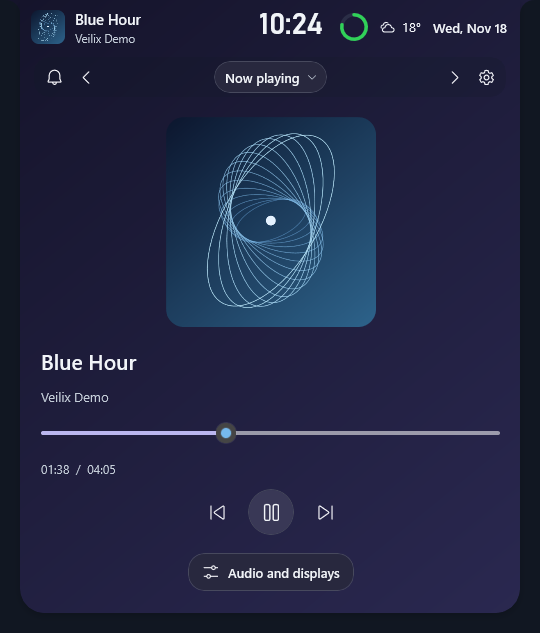 Blue Hour
Veilix Demo
10:24
18°
Wed, Nov 18
Now playing
Blue Hour
Veilix Demo
01:38 / 04:05
Audio and displays